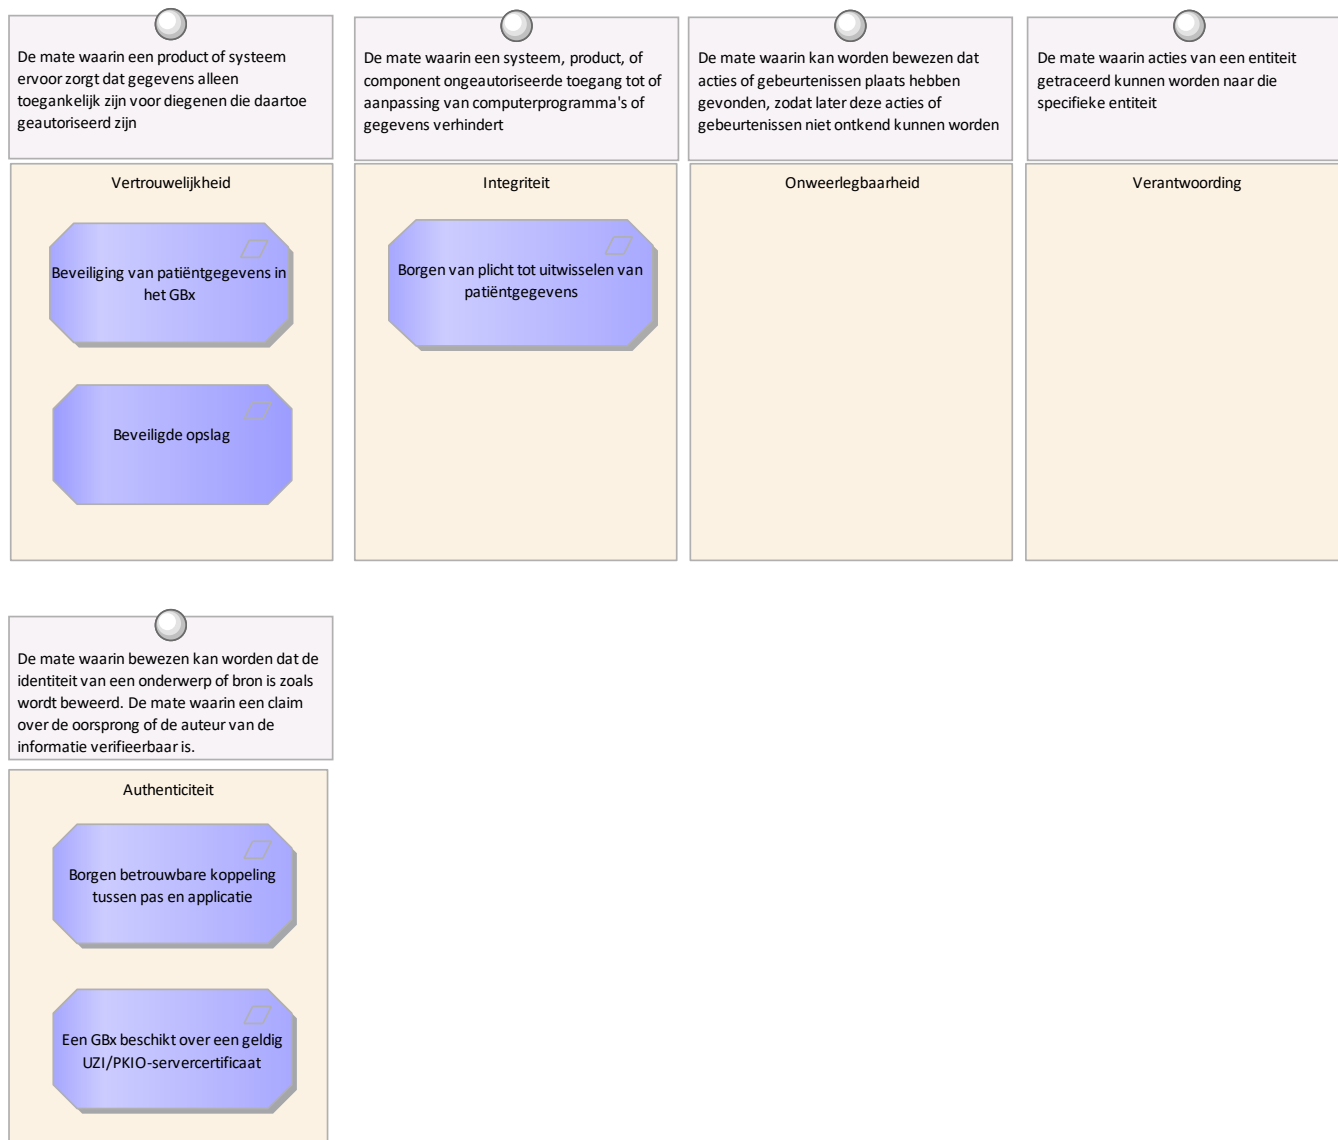 De mate waarin een product of systeem
ervoor zorgt dat gegevens alleen
toegankelijk zijn voor diegenen die daartoe
geautoriseerd zijn
De mate waarin een systeem, product, of
component ongeautoriseerde toegang tot of
aanpassing van computerprogramma's of
gegevens verhindert
De mate waarin kan worden bewezen dat
acties of gebeurtenissen plaats hebben
gevonden, zodat later deze acties of
gebeurtenissen niet ontkend kunnen worden
De mate waarin acties van een entiteit
getraceerd kunnen worden naar die
specifieke entiteit
Vertrouwelijkheid
Beveiliging van patiëntgegevens in
het GBx
Beveiligde opslag
Integriteit
Borgen van plicht tot uitwisselen van
patiëntgegevens
Onweerlegbaarheid
Verantwoording
De mate waarin bewezen kan worden dat de
identiteit van een onderwerp of bron is zoals
wordt beweerd. De mate waarin een claim
over de oorsprong of de auteur van de
informatie verifieerbaar is.
Authenticiteit
Borgen betrouwbare koppeling
tussen pas en applicatie
Een GBx beschikt over een geldig
UZI/PKIO-servercertificaat